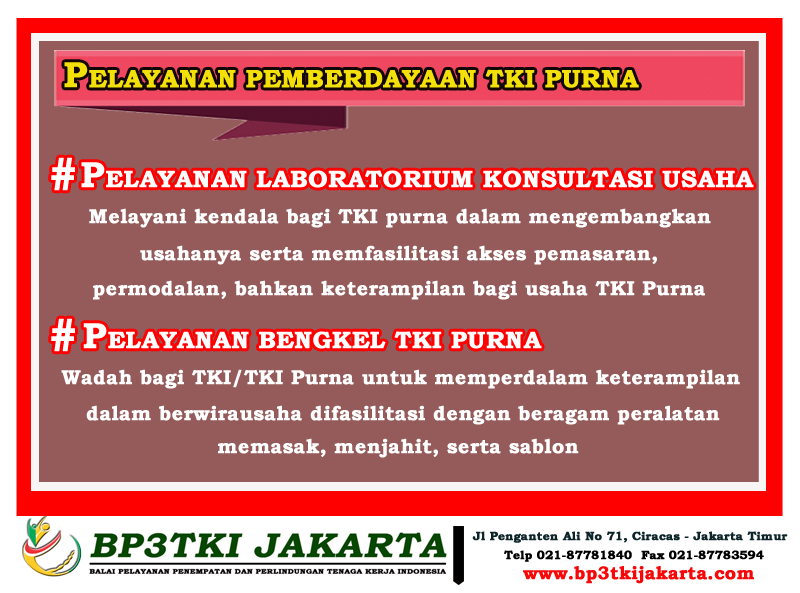 PELAYANAN PEMBERDAYAAN TKI PURNA
#PELAYANAN LABORATORIUM KONSULTASI USAHA
Melayani kendala bagi TKI purna dalam mengembangkan
usahanya serta memfasilitasi akses pemasaran,
permodalan, bahkan keterampilan bagi usaha TKI Purna
#PELAYANAN BENGKEL TKI PURNA
Wadah bagi TKI/TKI Purna untuk memperdalam keterampilan
dalam berwirausaha difasilitasi dengan beragam peralatan
memasak, menjahit, serta sablon
BP3TKI JAKARTA
BALAI PELAYANAN PENEMPATAN DAN PERLINDUNGAN TENAGA KERJA INDONESIA
Jl Penganten Ali No 71, Ciracas - Jakarta Timur
Telp 021-87781840 Fax 021-87783594
www.bp3tkijakarta.com